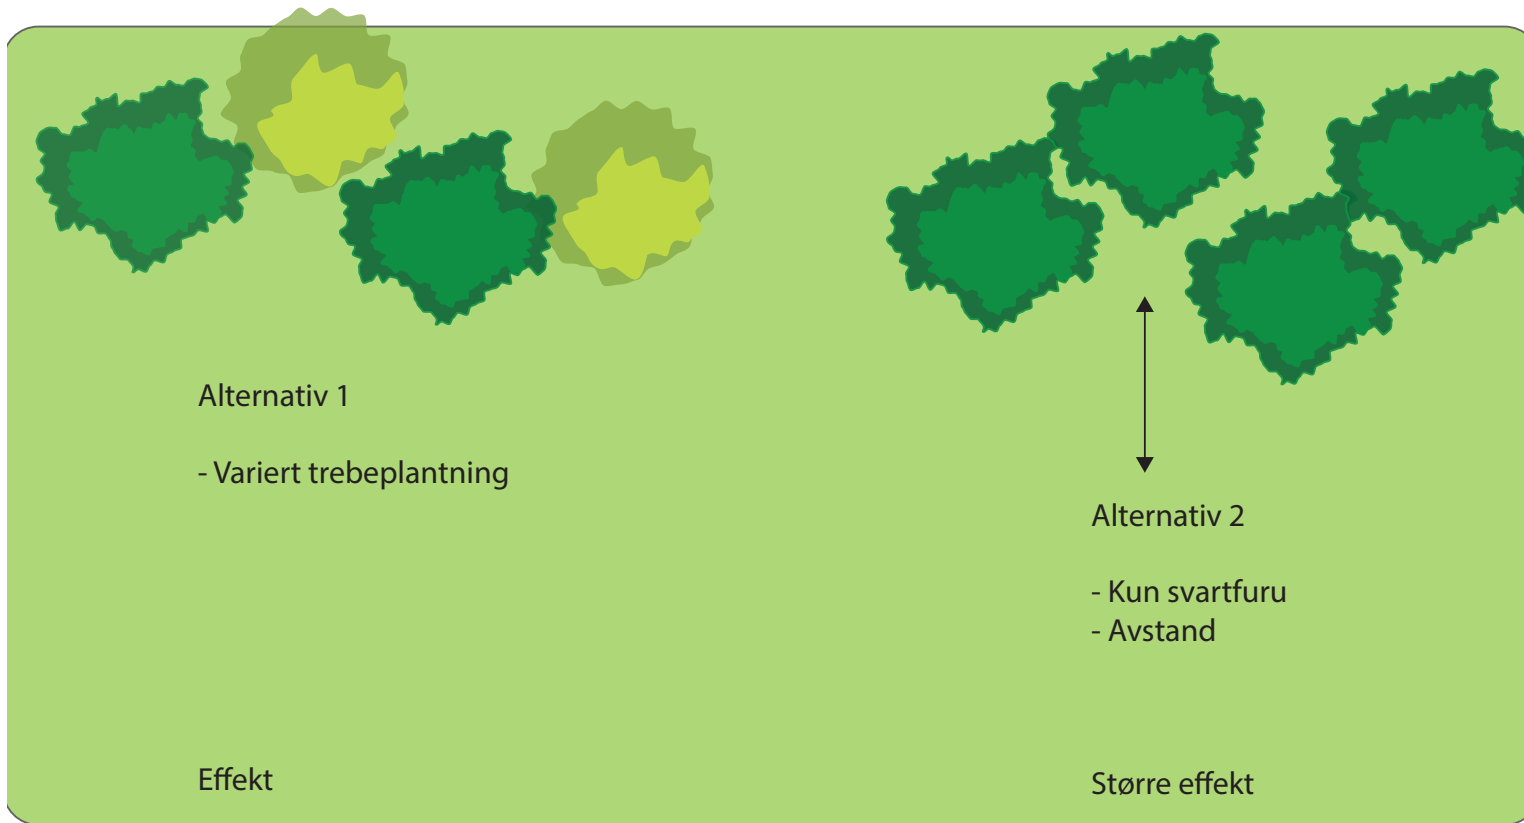 Alternativ 1
- Variert trebeplantning
Effekt
Alternativ 2
- Kun svartfuru
- Avstand
Større effekt